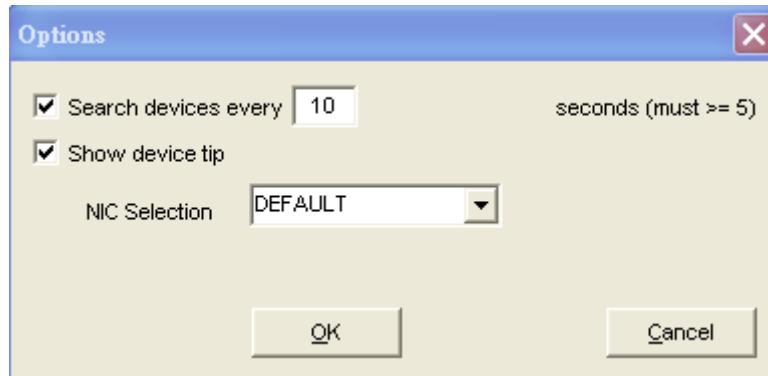 Options
Search devices every 10 seconds (must >= 5)
Show device tip
NIC Selection DEFAULT
OK Cancel